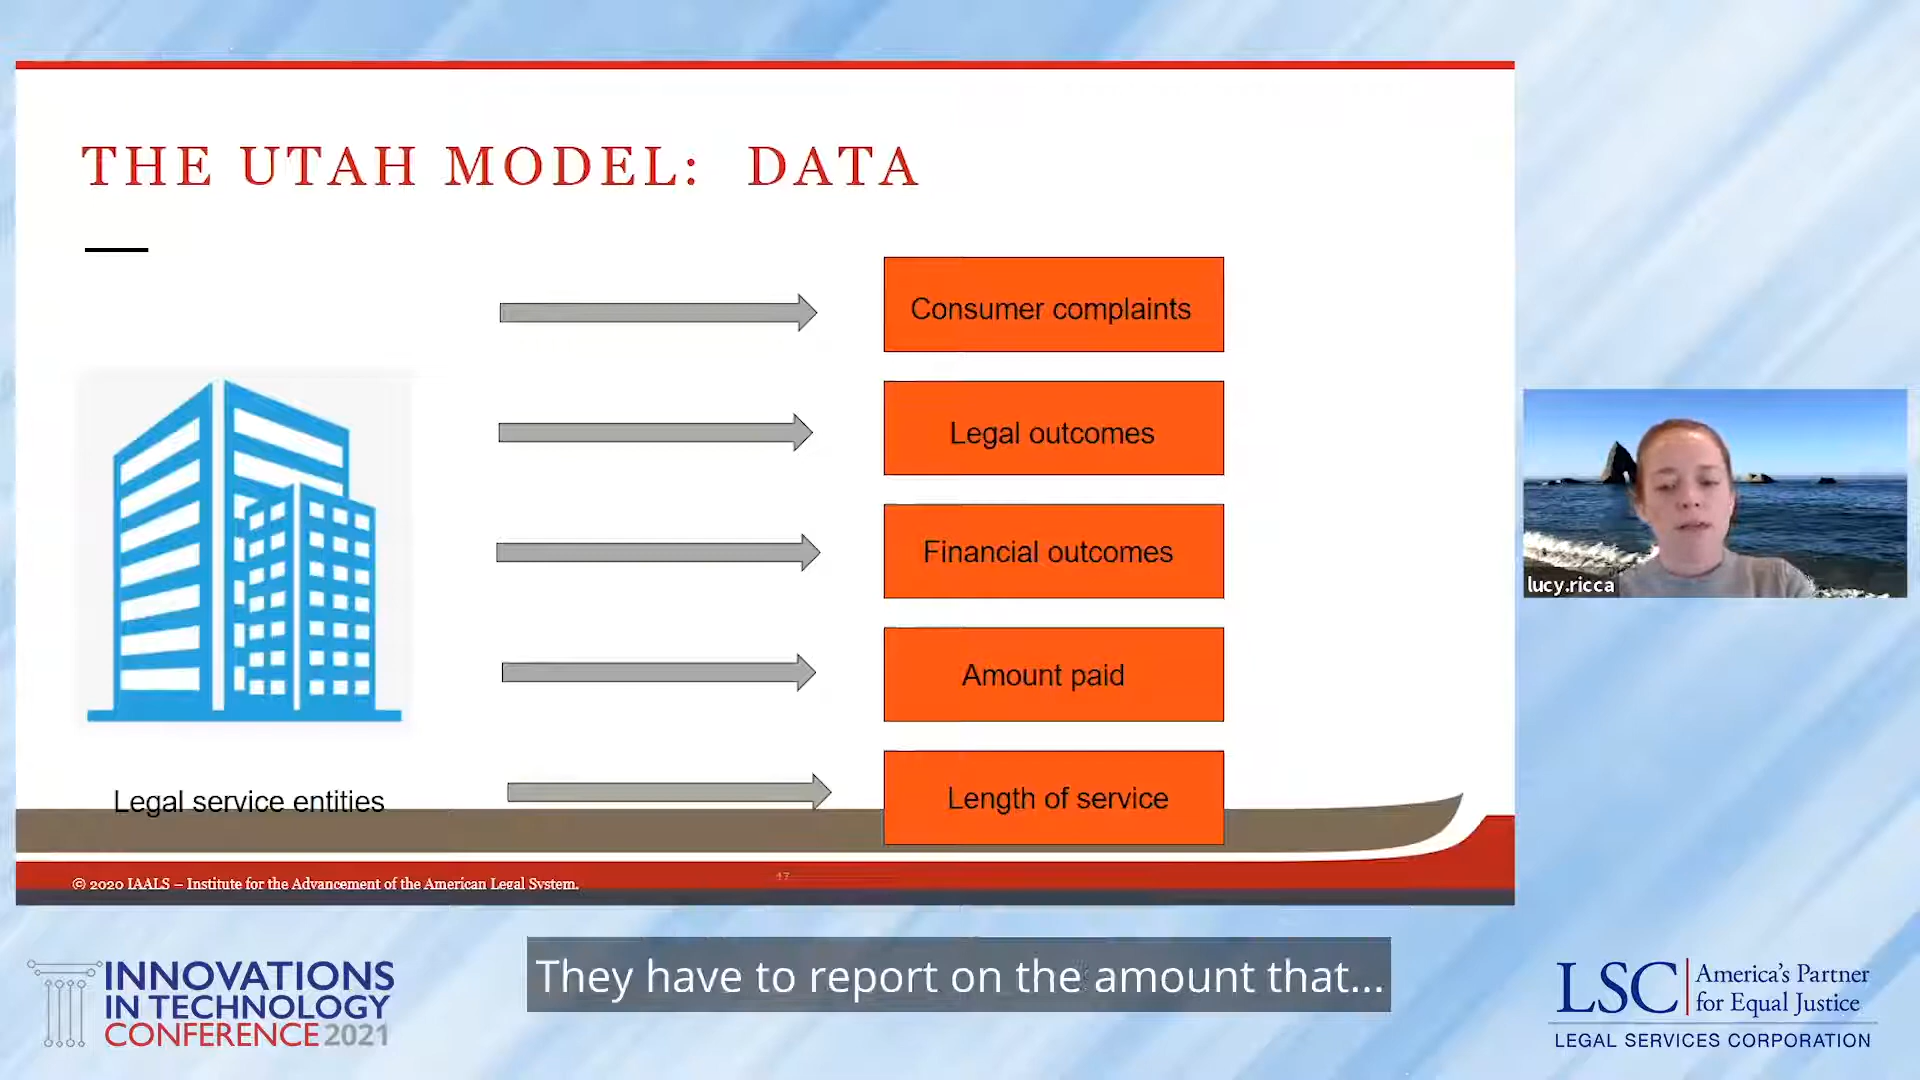 THE UTAH MODEL: DATA
Consumer complaints
Legal outcomes
Financial outcomes
Amount paid
Length of service
Legal service entities
© 2020 IAALS – Institute for the Advancement of the American Legal System.
47
lucy.ricca
They have to report on the amount that...
INNOVATIONS
IN TECHNOLOGY
CONFERENCE 2021
LSC
America's Partner
for Equal Justice
LEGAL SERVICES CORPORATION